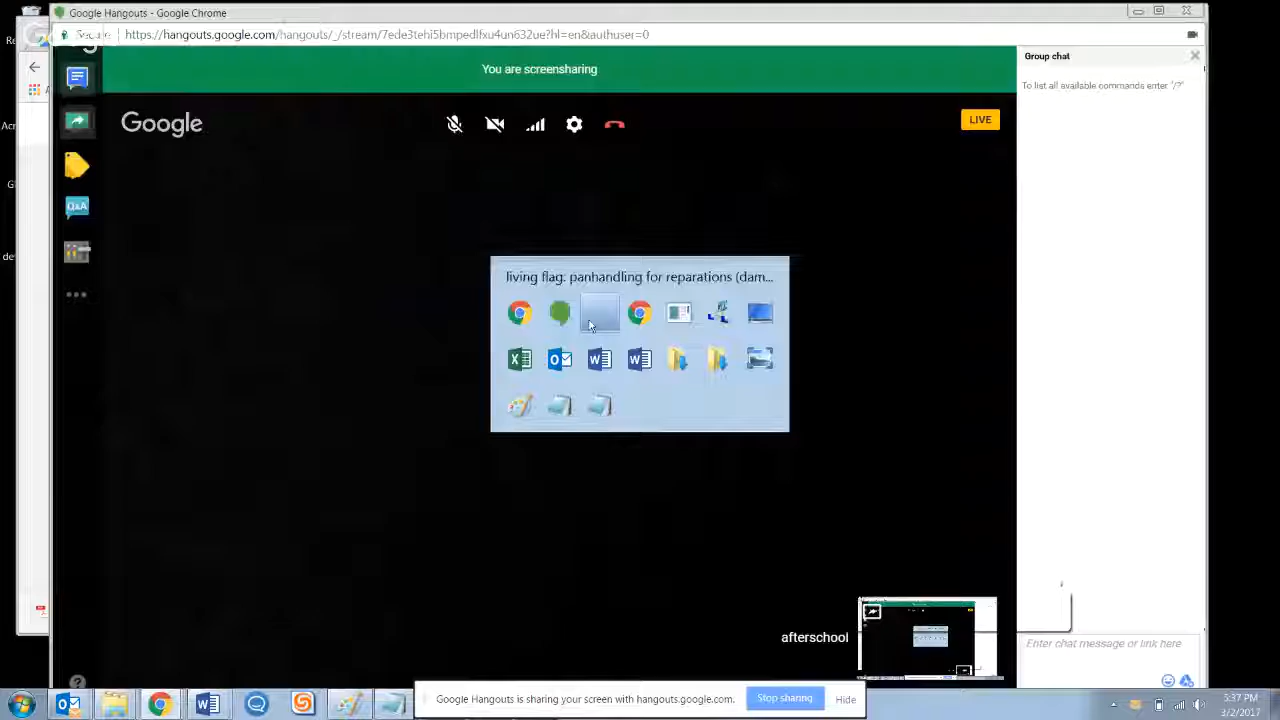 Google Hangouts - Google Chrome
https://hangouts.google.com/hangouts/_/stream/7ede3tehi5bmpedlfxu4un632ue?hl=en&authuser=0
You are screensharing
Group chat
To list all available commands enter "/?"
Google
LIVE
Q&A
living flag: panhandling for reparations (dam...
afterschool
Enter chat message or link here
Google Hangouts is sharing your screen with hangouts.google.com.
Stop sharing
Hide
5:37 PM
3/2/2017